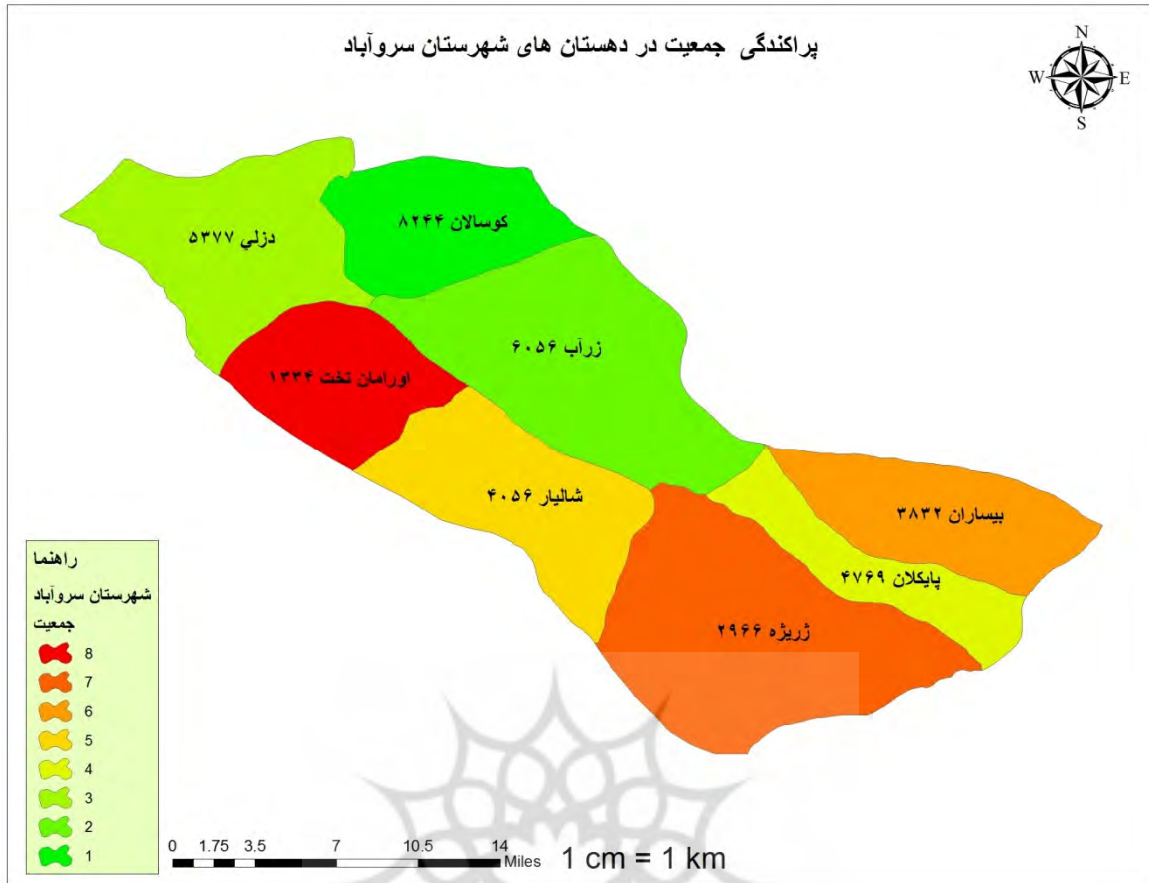 پراکندگی جمعیت در دهستان های شهرستان سروآباد
N
W E
S
کوسالان ۸۲۴۴
دزلي ۵۳۷۷
زرآب ۶۰۵۶
اورامان تخت ۱۳۳۴
شالیار ۴۰۵۶
بیساران ۳۸۳۲
پایکلان ۴۷۶۹
ژریژه ۲۹۶۶
راهنما
شهرستان سروآباد
جمعیت
8
7
6
5
4
3
2
1
0 1.75 3.5 7 10.5 14
Miles
1 cm = 1 km